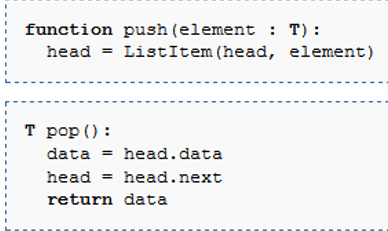 function push(element : T):
  head = ListItem(head, element)
T pop():
  data = head.data
  head = head.next
  return data